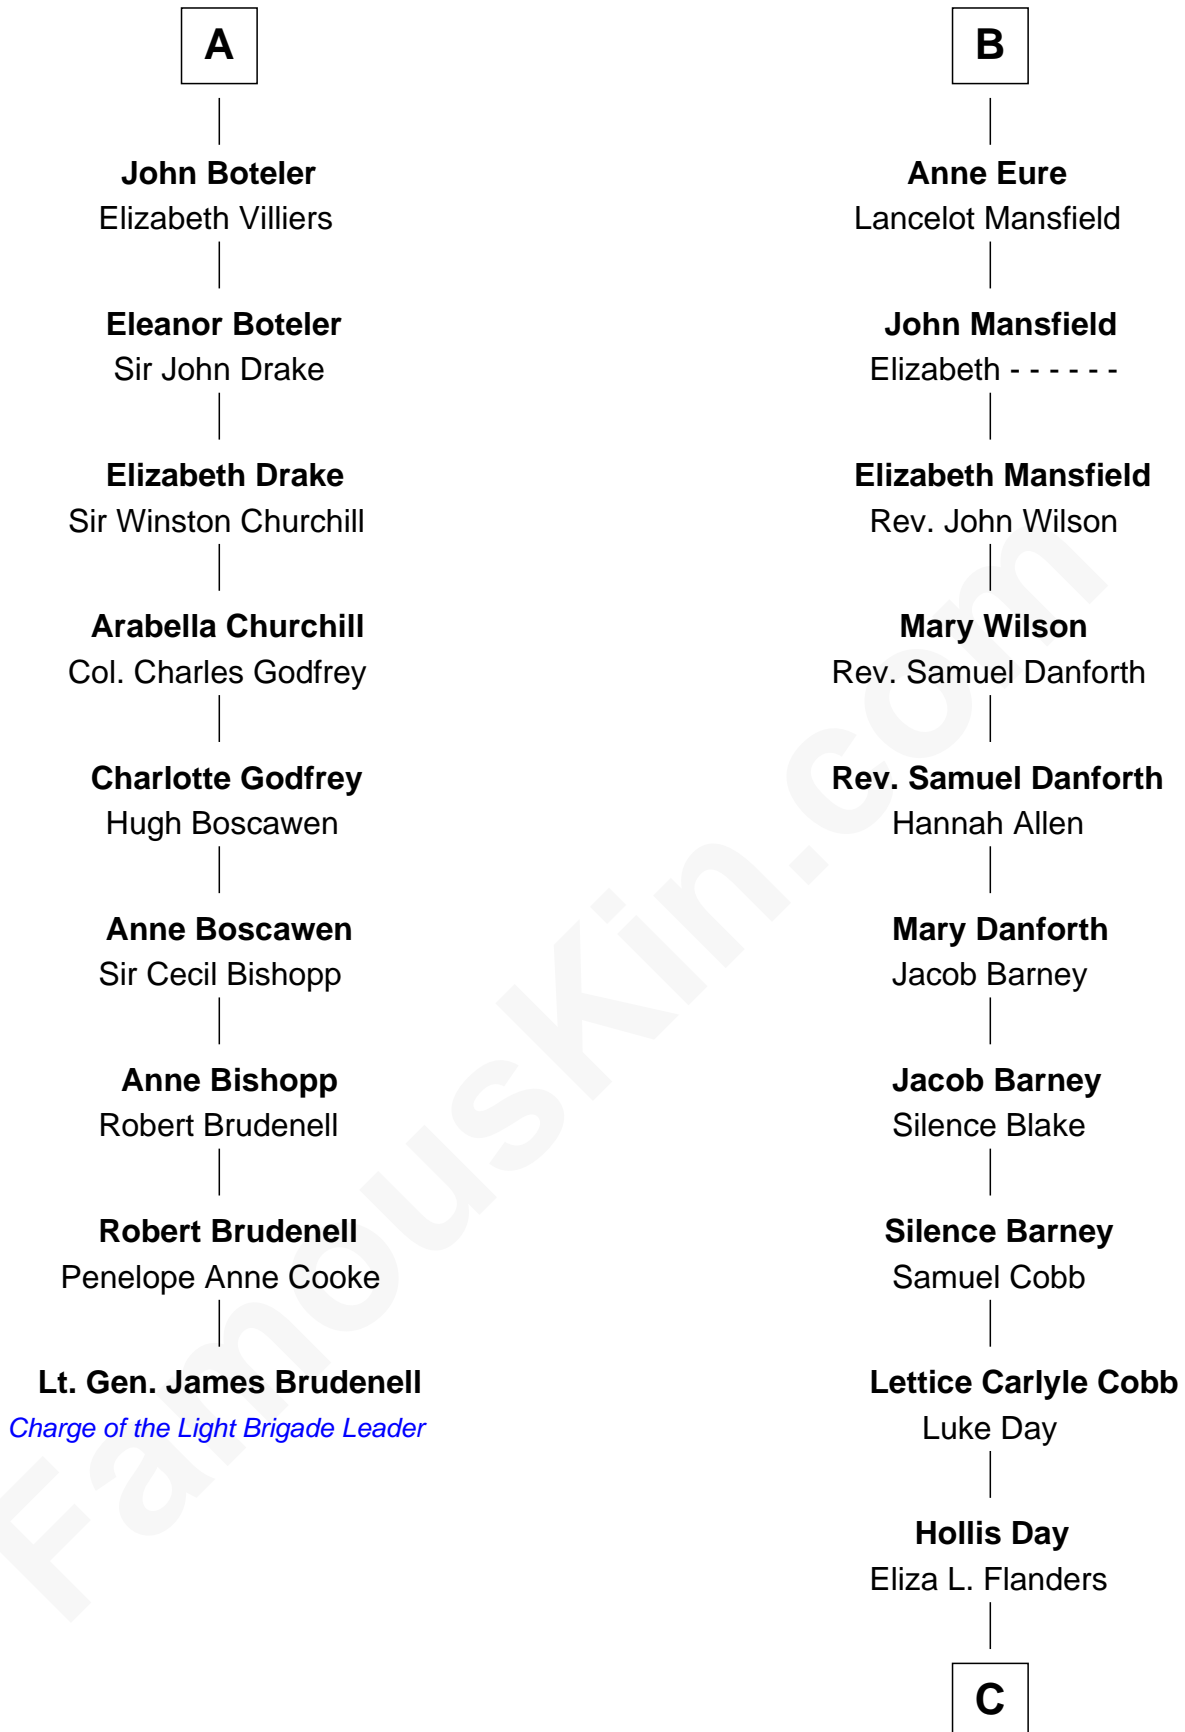 A
John Boteler
Elizabeth Villiers
Eleanor Boteler
Sir John Drake
Elizabeth Drake
Sir Winston Churchill
Arabella Churchill
Col. Charles Godfrey
Charlotte Godfrey
Hugh Boscawen
Anne Boscawen
Sir Cecil Bishopp
Anne Bishopp
Robert Brudenell
Robert Brudenell
Penelope Anne Cooke
Lt. Gen. James Brudenell
Charge of the Light Brigade Leader
B
Anne Eure
Lancelot Mansfield
John Mansfield
Elizabeth - - - - - -
Elizabeth Mansfield
Rev. John Wilson
Mary Wilson
Rev. Samuel Danforth
Rev. Samuel Danforth
Hannah Allen
Mary Danforth
Jacob Barney
Jacob Barney
Silence Blake
Silence Barney
Samuel Cobb
Lettice Carlyle Cobb
Luke Day
Hollis Day
Eliza L. Flanders
C
FamousKin.com